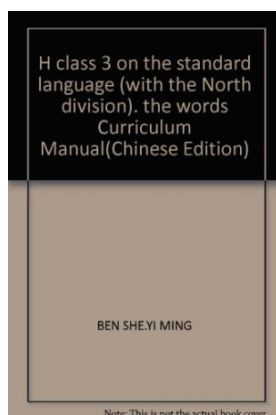 H class 3 on the standard
language (with the North
division). the words
Curriculum
Manual(Chinese Edition)
BEN SHE.YI MING
Note: This is not the actual book cover